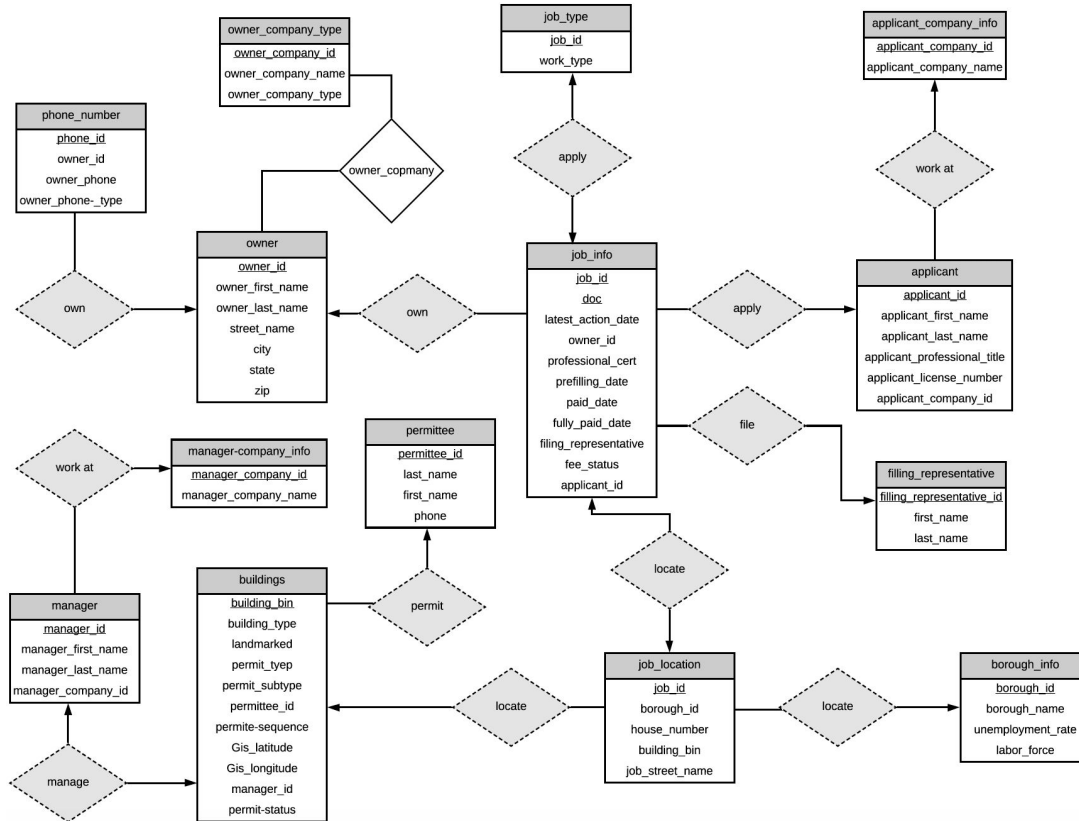 owner_company_type
owner_company_id
owner_company_name
owner_company_type
job_type
job_id
work_type
applicant_company_info
applicant_company_id
applicant_company_name
phone_number
phone_id
owner_id
owner_phone
owner_phone-_type
owner_copmany
apply
work at
owner
owner_id
owner_first_name
owner_last_name
street_name
city
state
zip
own
own
job_info
job_id
doc
latest_action_date
owner_id
professional_cert
prefilling_date
paid_date
fully_paid_date
filing_representative
fee_status
applicant_id
apply
applicant
applicant_id
applicant_first_name
applicant_last_name
applicant_professional_title
applicant_license_number
applicant_company_id
file
filling_representative
filling_representative_id
first_name
last_name
work at
manager-company_info
manager_company_id
manager_company_name
permittee
permittee_id
last_name
first_name
phone
locate
permit
manager
manager_id
manager_first_name
manager_last_name
manager_company_id
manage
buildings
building_bin
building_type
landmarked
permit_typep
permit_subtype
permittee_id
permite-sequence
Gis_latitude
Gis_longitude
manager_id
permit-status
locate
job_location
job_id
borough_id
house_number
building_bin
job_street_name
locate
borough_info
borough_id
borough_name
unemployment_rate
labor_force